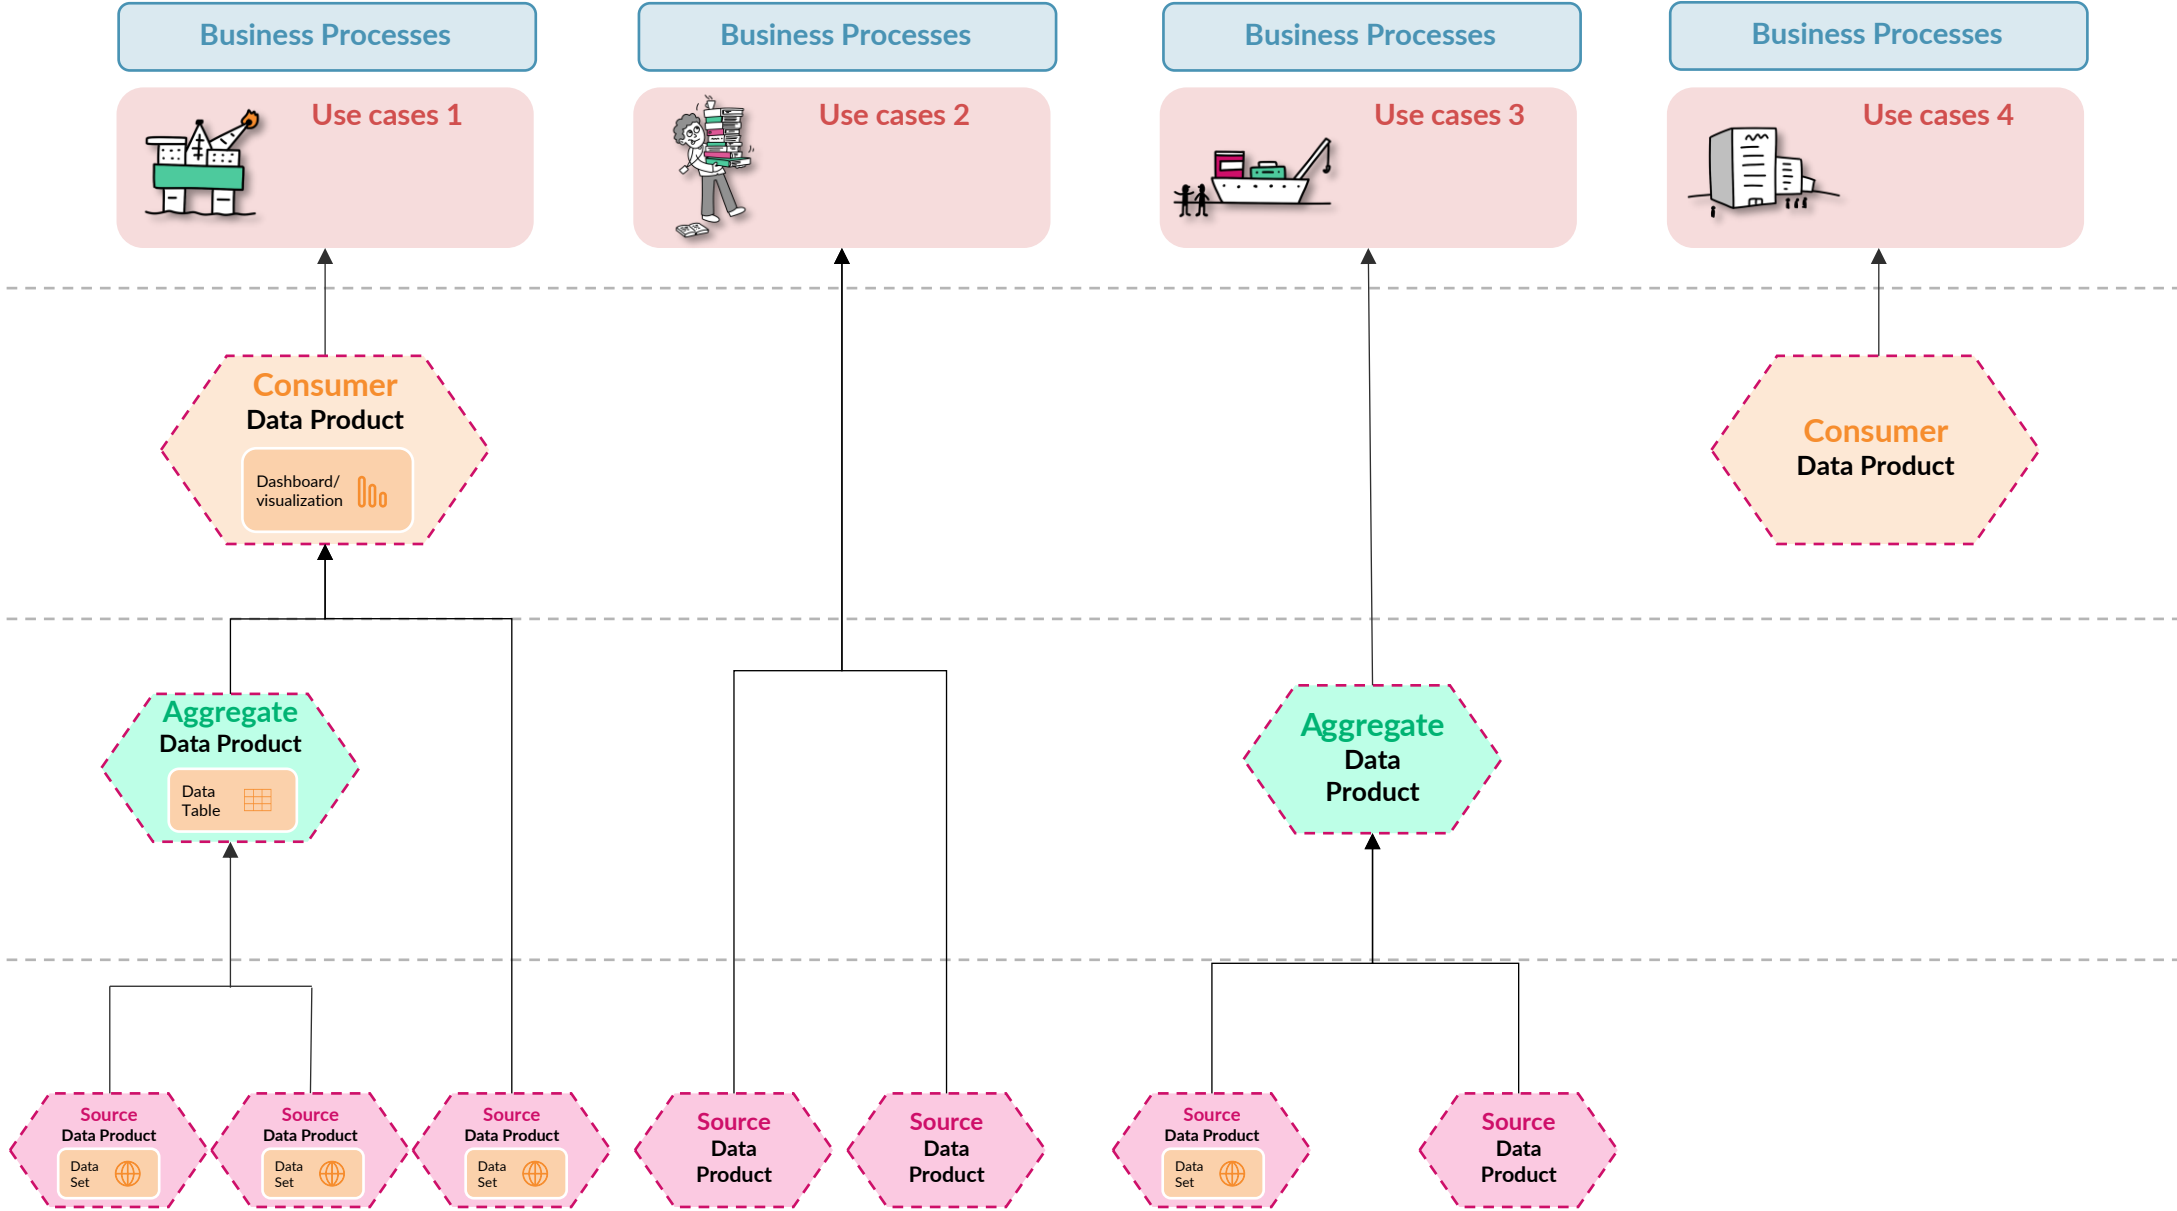 Business Processes
Business Processes
Business Processes
Business Processes
Use cases 1
Use cases 2
Use cases 3
Use cases 4
Consumer
Data Product
Dashboard/
visualization
Consumer
Data Product
Aggregate
Data Product
Data
Table
Aggregate
Data
Product
Source
Data Product
Data
Set
Source
Data Product
Data
Set
Source
Data Product
Data
Set
Source
Data
Product
Source
Data
Product
Source
Data Product
Data
Set
Source
Data
Product